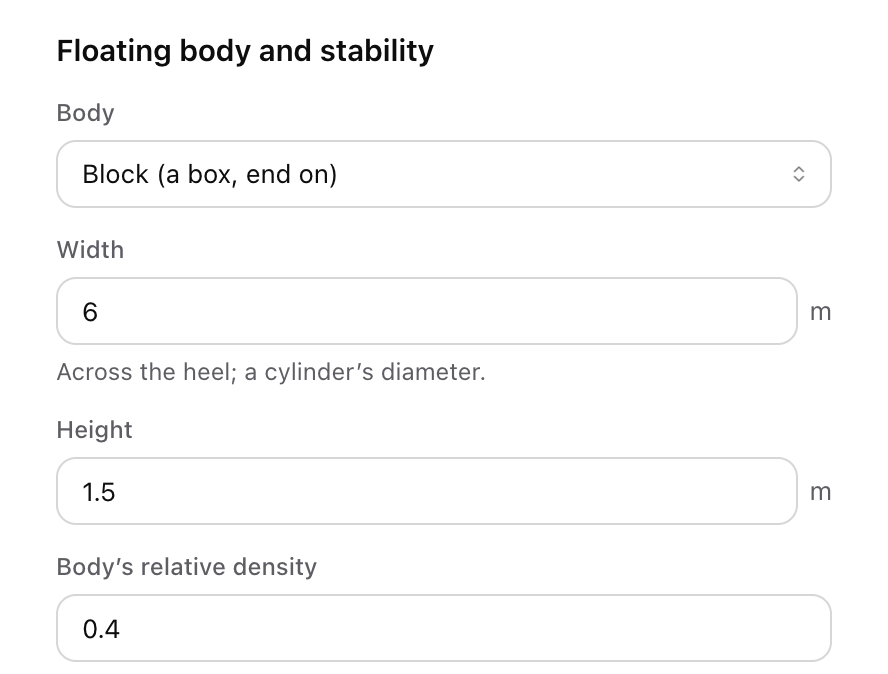 Floating body and stability
Body
Block (a box, end on)
Width
6
m
Across the heel; a cylinder’s diameter.
Height
1.5
m
Body’s relative density
0.4